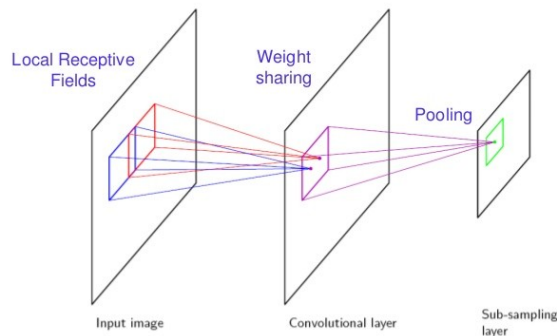 Local Receptive
Fields
Weight
sharing
Pooling
Input image
Convolutional layer
Sub-sampling
layer